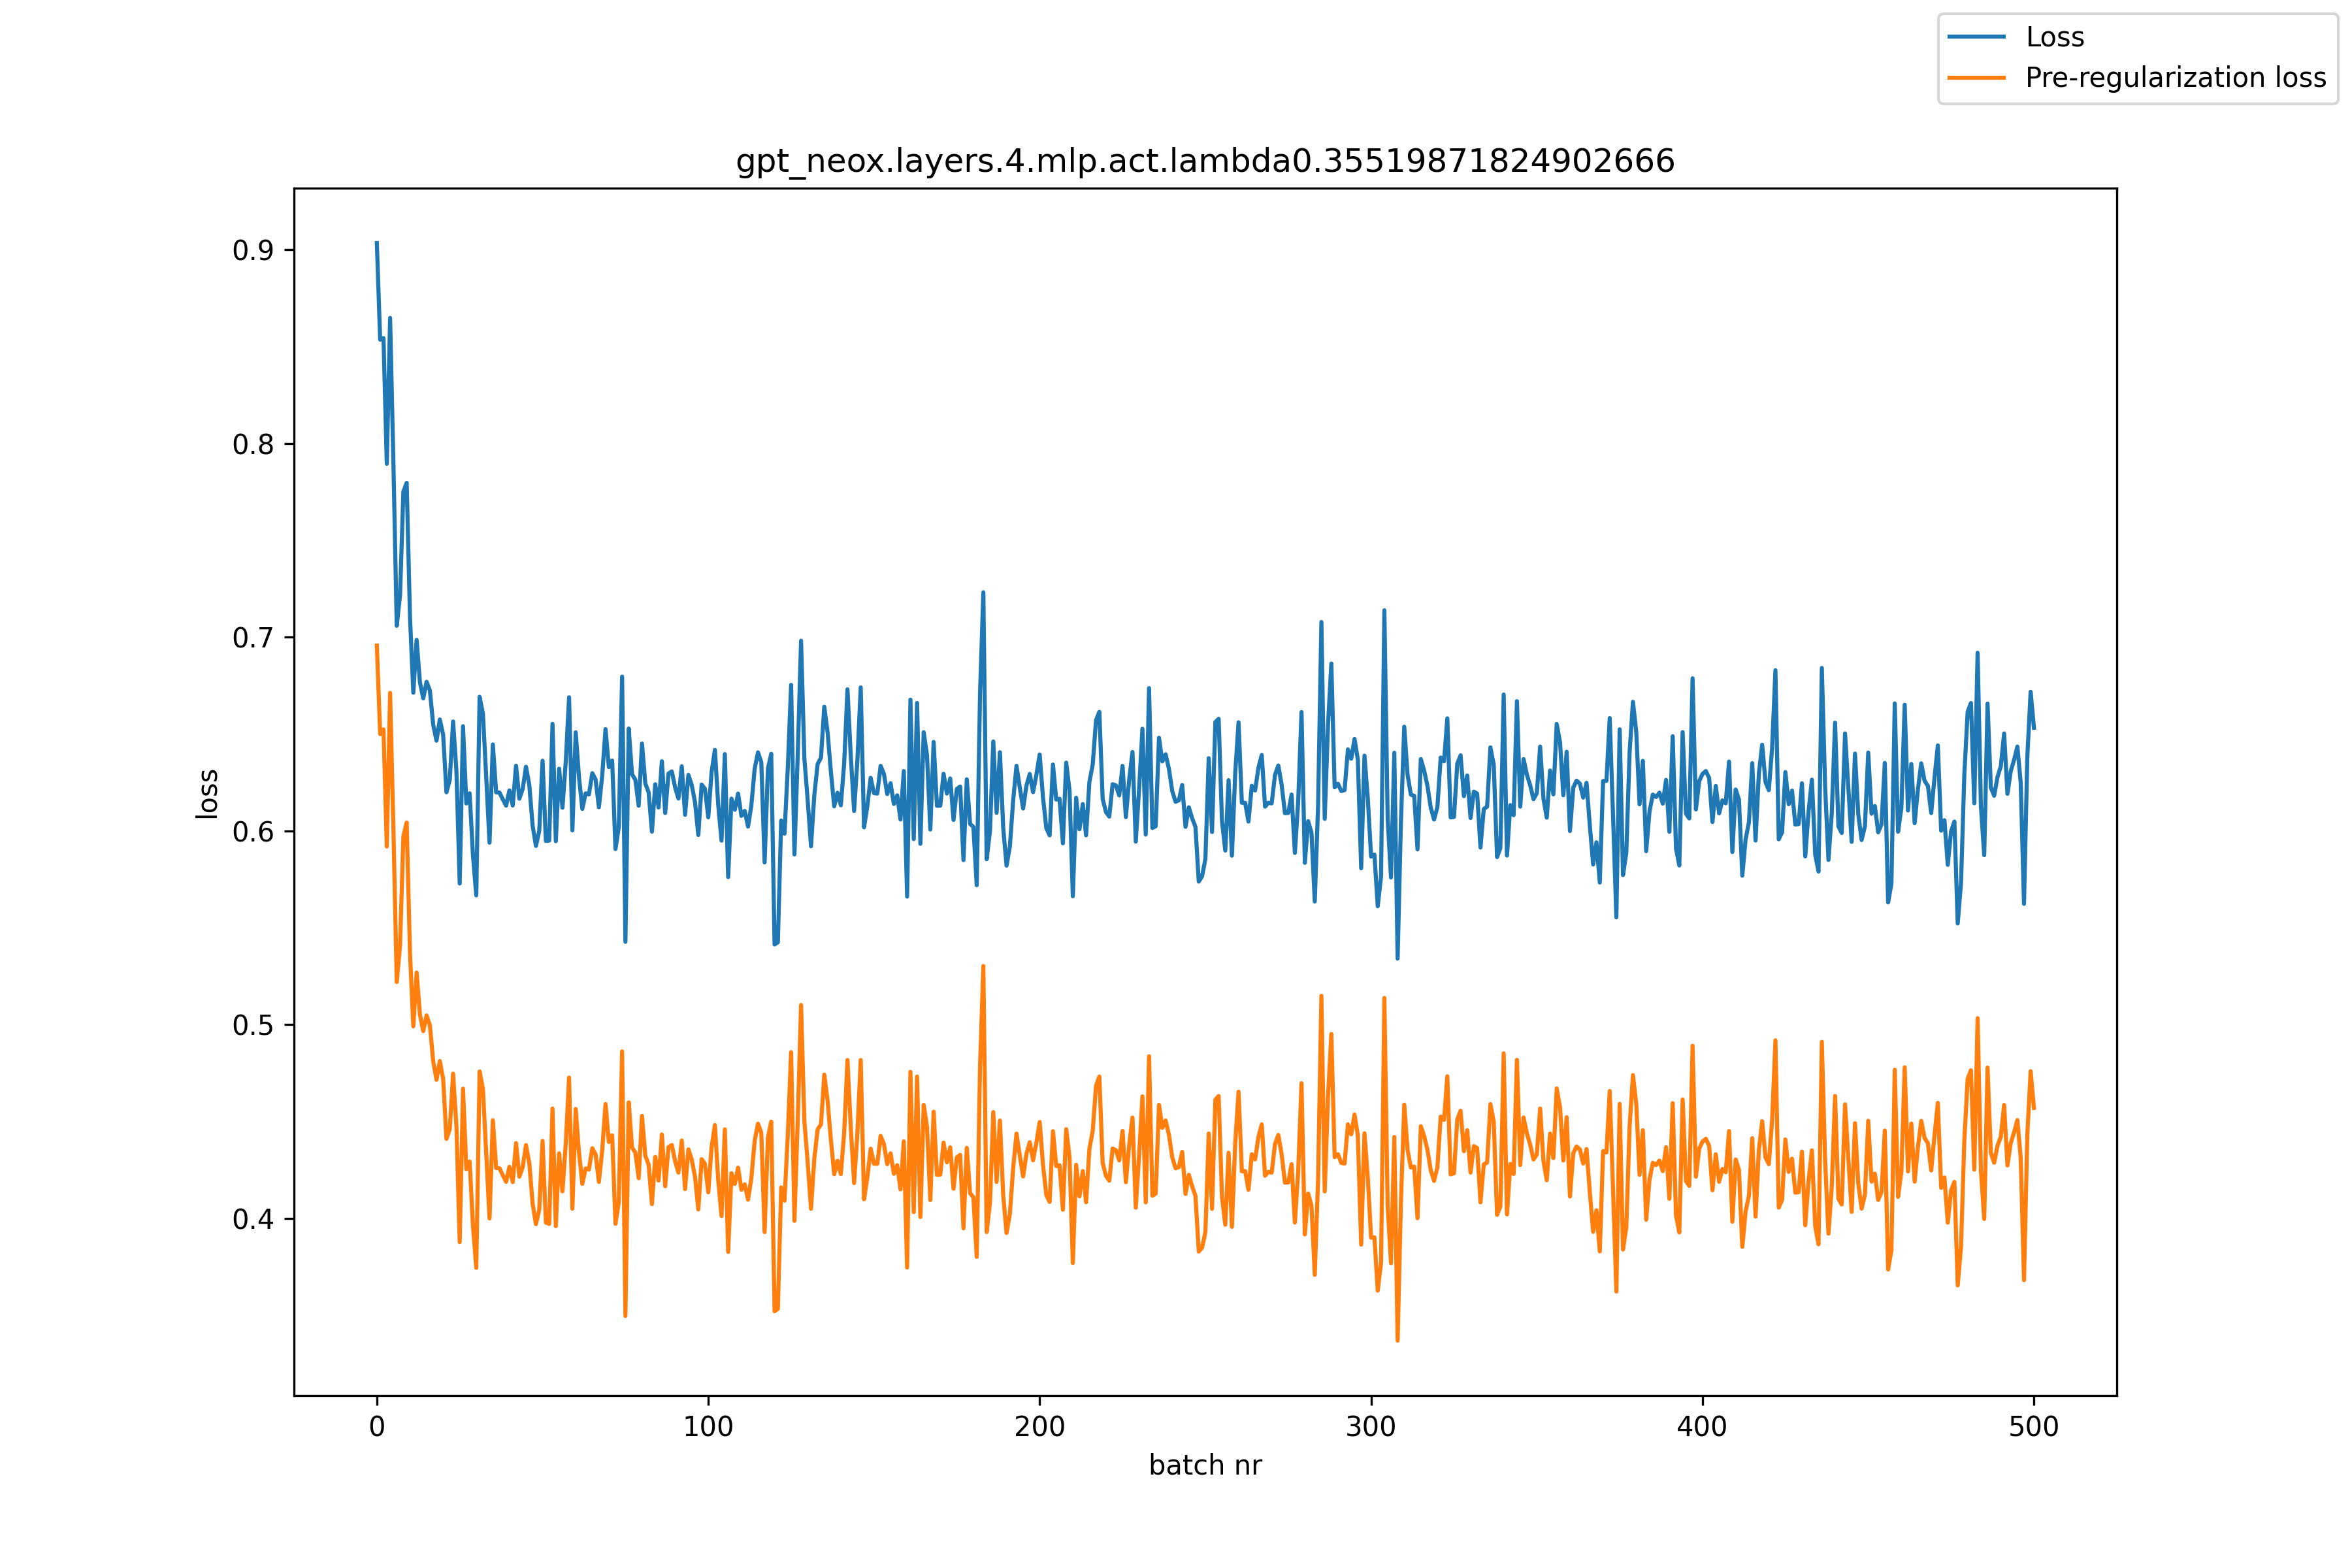 Loss
Pre-regularization loss
gpt_neox.layers.4.mlp.act.lambda0.35519871824902666
0.9
0.8
0.7
0.6
0.5
0.4
loss
0 100 200 300 400 500
batch nr